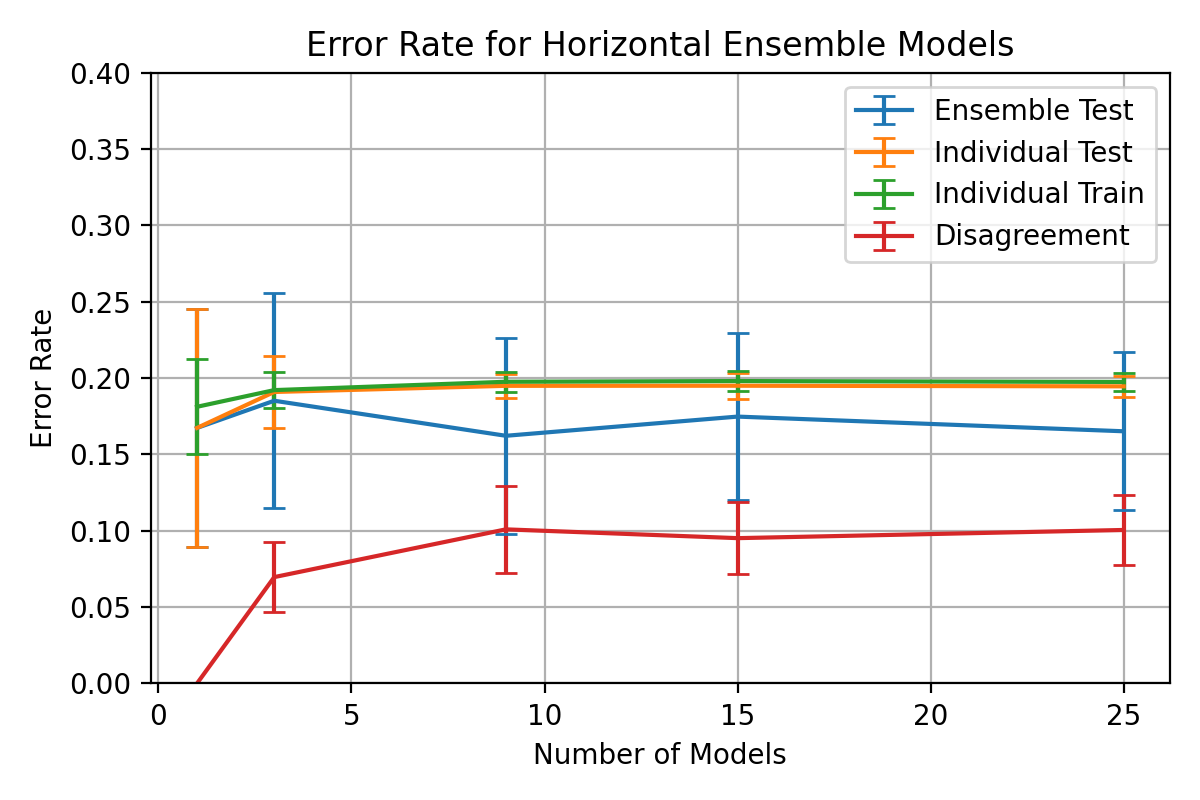 Error Rate for Horizontal Ensemble Models
0.40
0.35
0.30
0.25
0.20
0.15
0.10
0.05
0.00
Error Rate
Ensemble Test
Individual Test
Individual Train
Disagreement
0 5 10 15 20 25
Number of Models